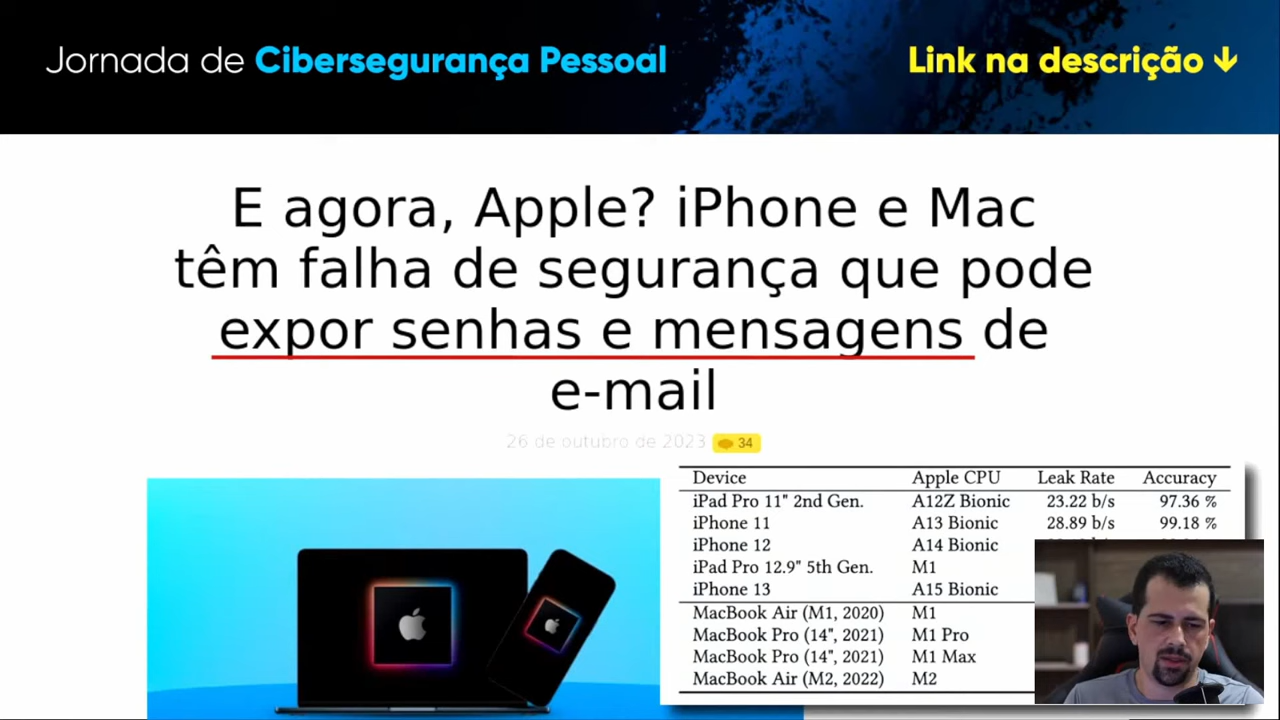 Jornada de Cibersegurança Pessoal
Link na descrição ↓
E agora, Apple? iPhone e Mac
têm falha de segurança que pode
expor senhas e mensagens de
e-mail
26 de outubro de 2023 34
Device Apple CPU Leak Rate Accuracy
iPad Pro 11" 2nd Gen. A12Z Bionic 23.22 b/s 97.36 %
iPhone 11 A13 Bionic 28.89 b/s 99.18 %
iPhone 12 A14 Bionic
iPad Pro 12.9" 5th Gen. M1
iPhone 13 A15 Bionic
MacBook Air (M1, 2020) M1
MacBook Pro (14", 2021) M1 Pro
MacBook Pro (14", 2021) M1 Max
MacBook Air (M2, 2022) M2